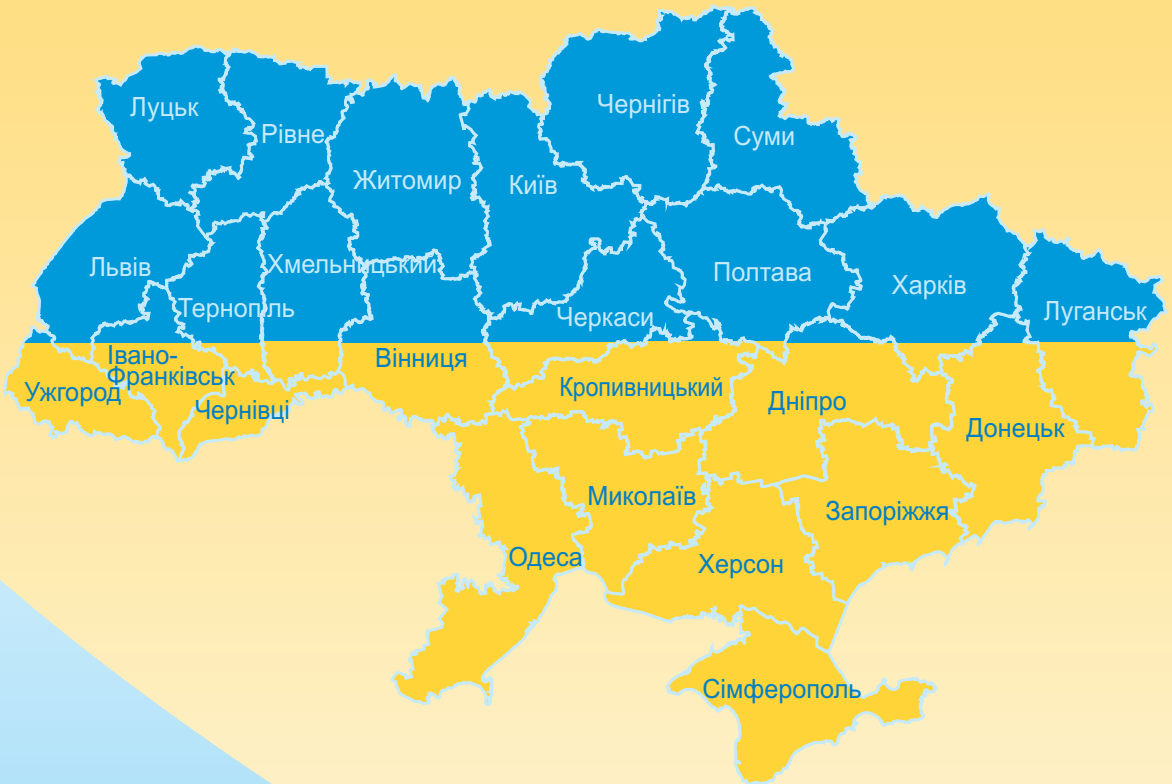 Луцьк
Рівне
Чернігів
Суми
Житомир
Київ
Львів
Хмельницький
Тернопіль
Полтава
Харків
Черкаси
Луганськ
Івано-
Франківськ
Вінниця
Ужгород
Чернівці
Кропивницький
Дніпро
Донецьк
Миколаїв
Запоріжжя
Одеса
Херсон
Сімферополь